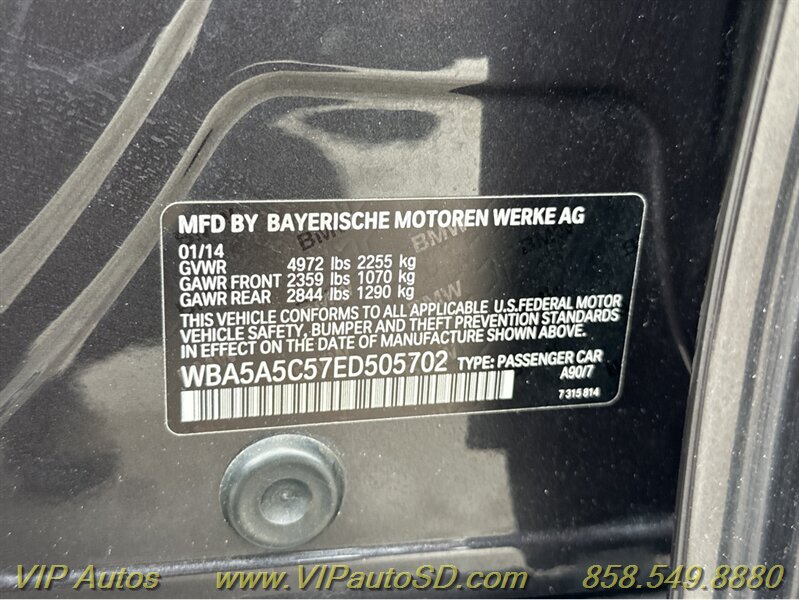 MFD BY BAYERISCHE MOTOREN WERKE AG
01/14
GVWR 4972 lbs 2255 kg
GAWR FRONT 2359 lbs 1070 kg
GAWR REAR 2844 lbs 1290 kg
THIS VEHICLE CONFORMS TO ALL APPLICABLE U.S.FEDERAL MOTOR
VEHICLE SAFETY, BUMPER AND THEFT PREVENTION STANDARDS
IN EFFECT ON THE DATE OF MANUFACTURE SHOWN ABOVE.
WBA5A5C57ED505702 TYPE: PASSENGER CAR
A90/7
7 315 814
VIP Autos www.VIPautoSD.com 858.549.8880